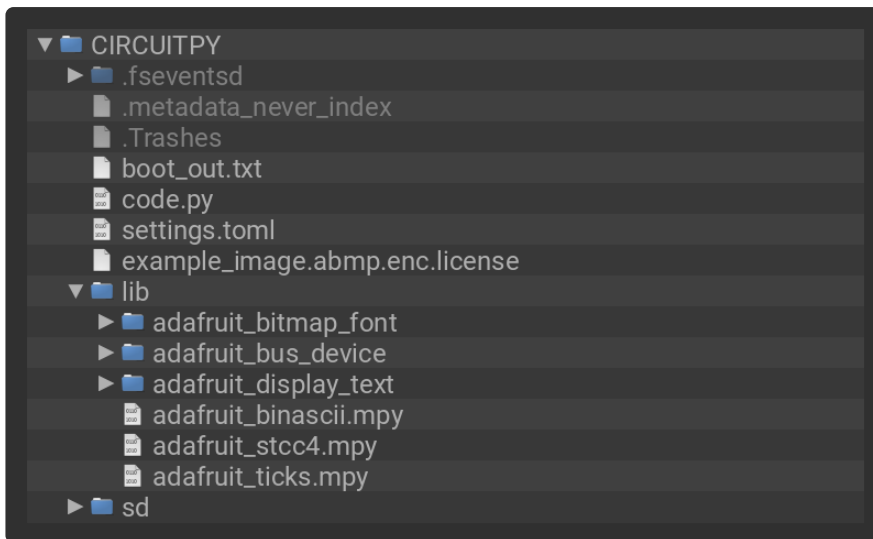 CIRCUITPY
.fseventsd
.metadata_never_index
.Trashes
boot_out.txt
code.py
settings.toml
example_image.abmp.enc.license
lib
adafruit_bitmap_font
adafruit_bus_device
adafruit_display_text
adafruit_binascii.mpy
adafruit_stcc4.mpy
adafruit_ticks.mpy
sd